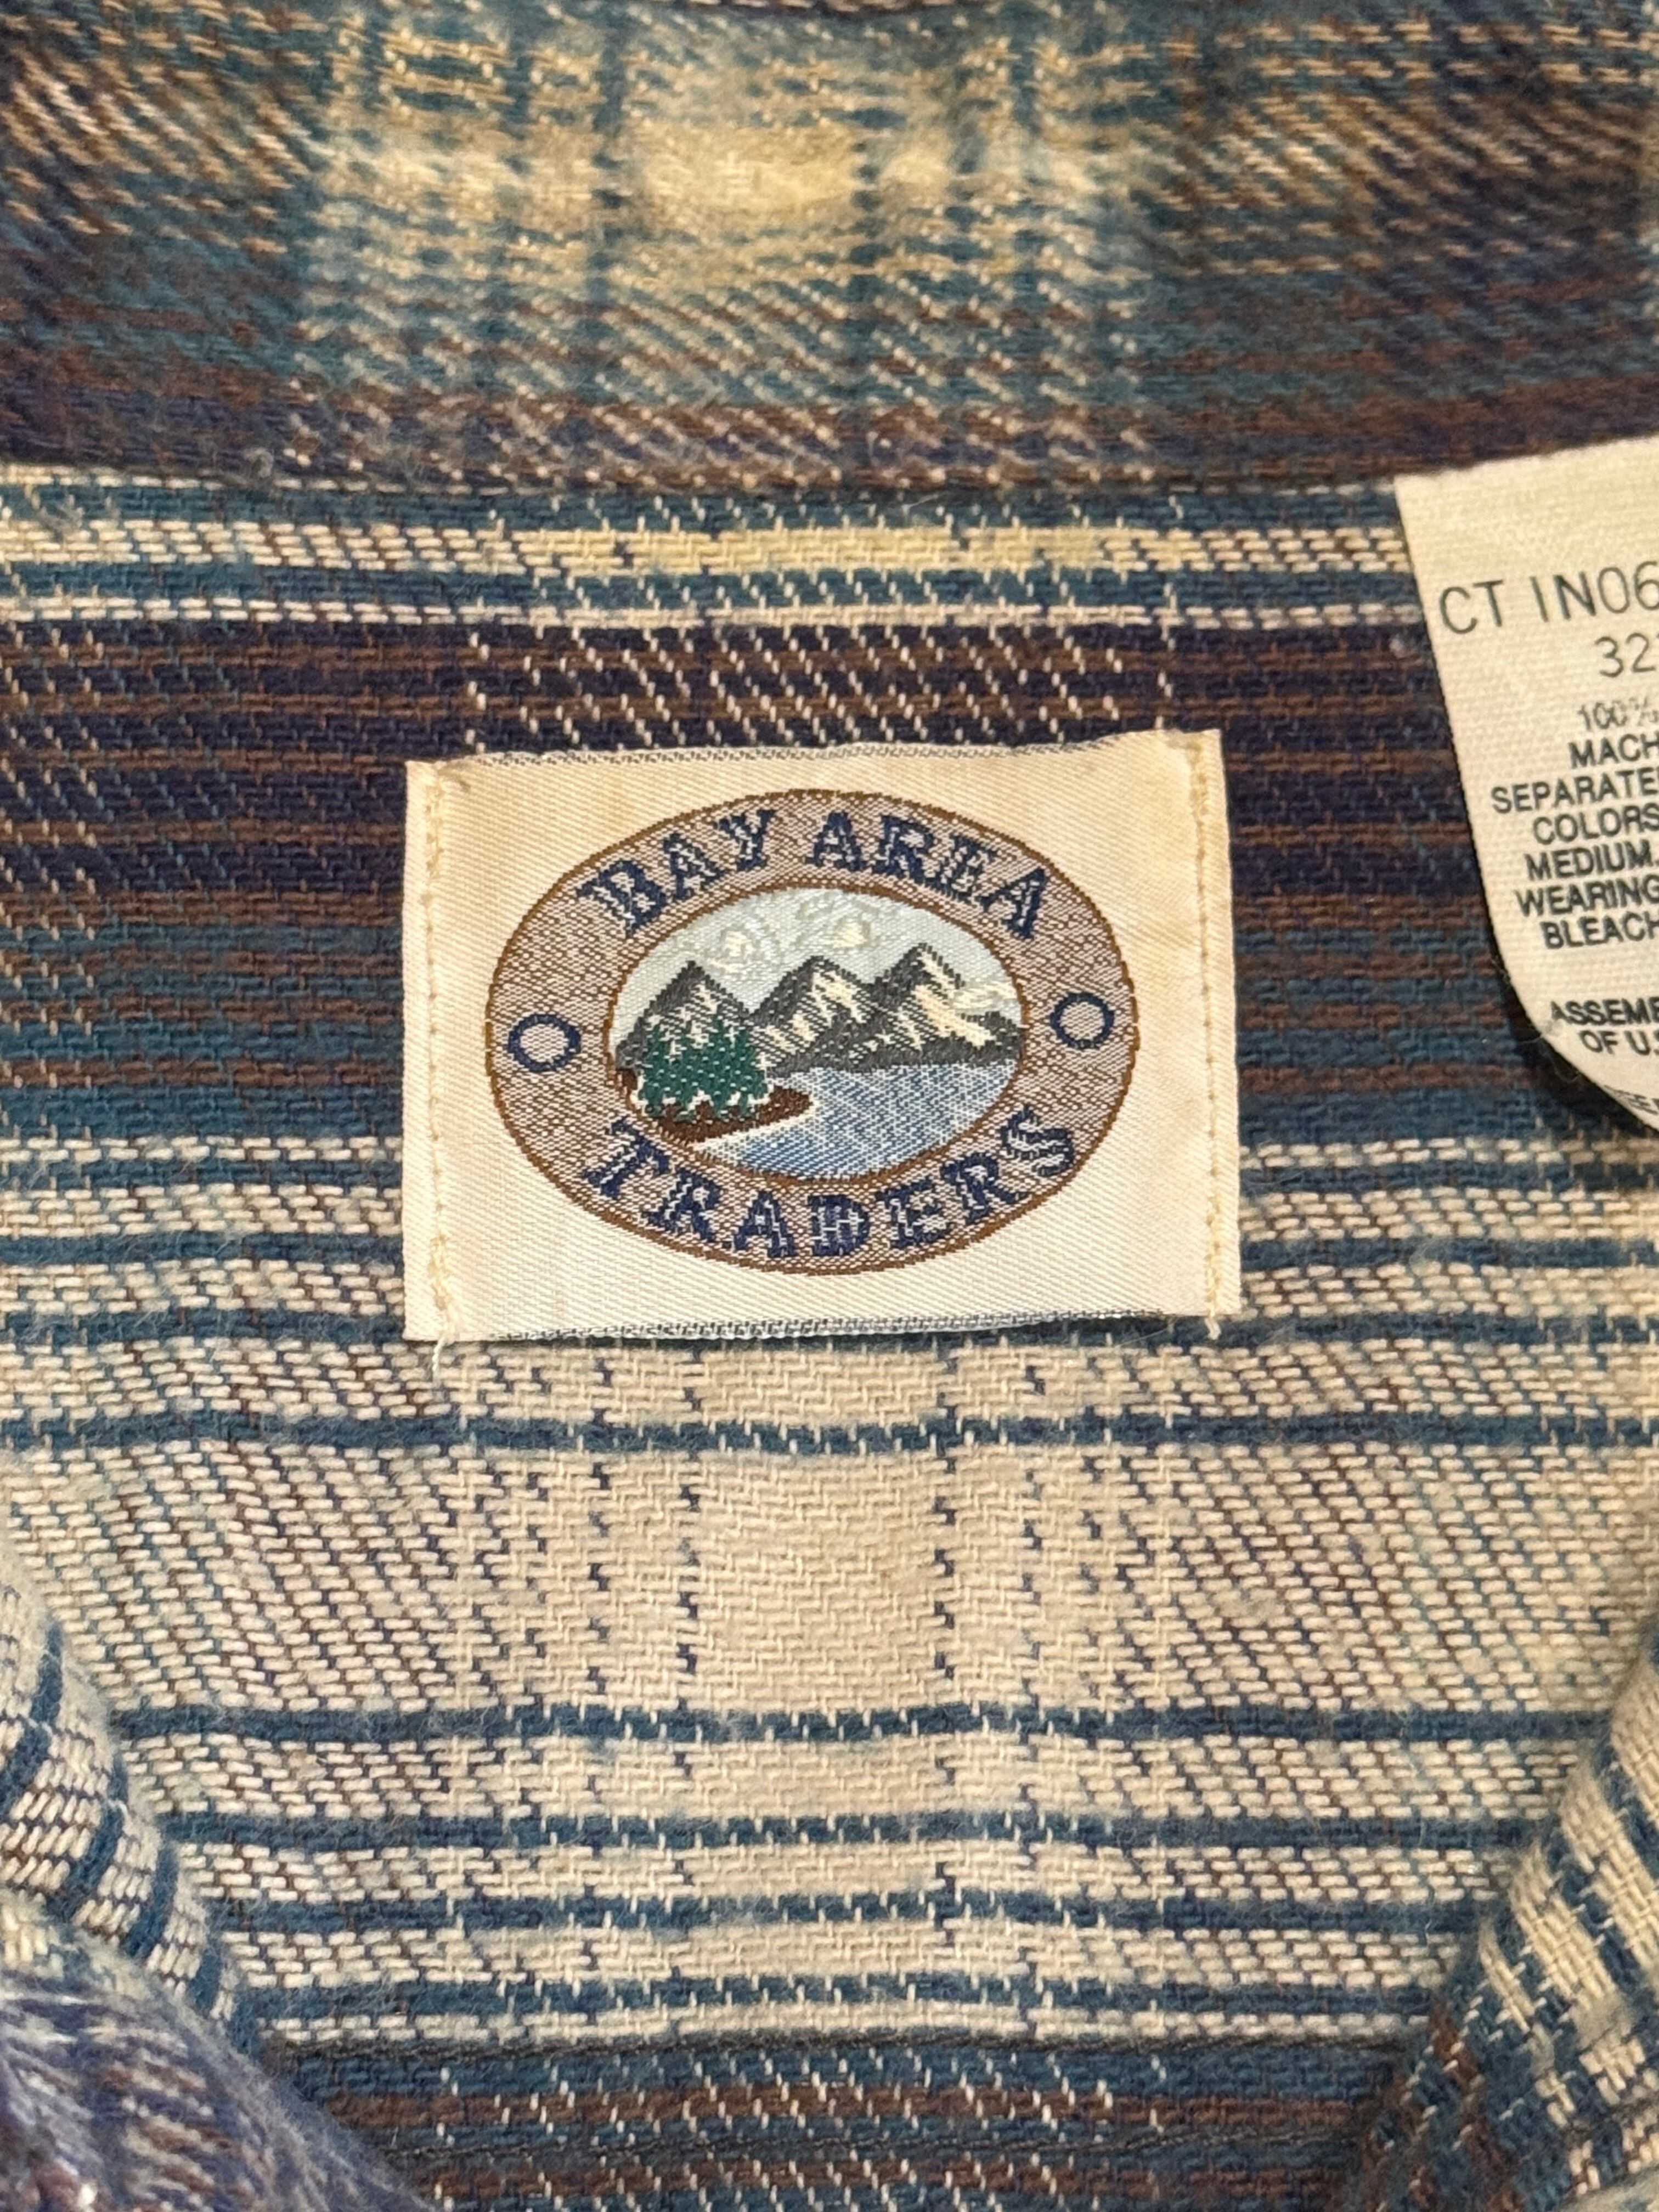 BAY AREA
TRADERS
CT IN06
32
100%
MACH
SEPARATE
COLORS
MEDIUM.
WEARING
BLEACH
ASSEME
OF U.S